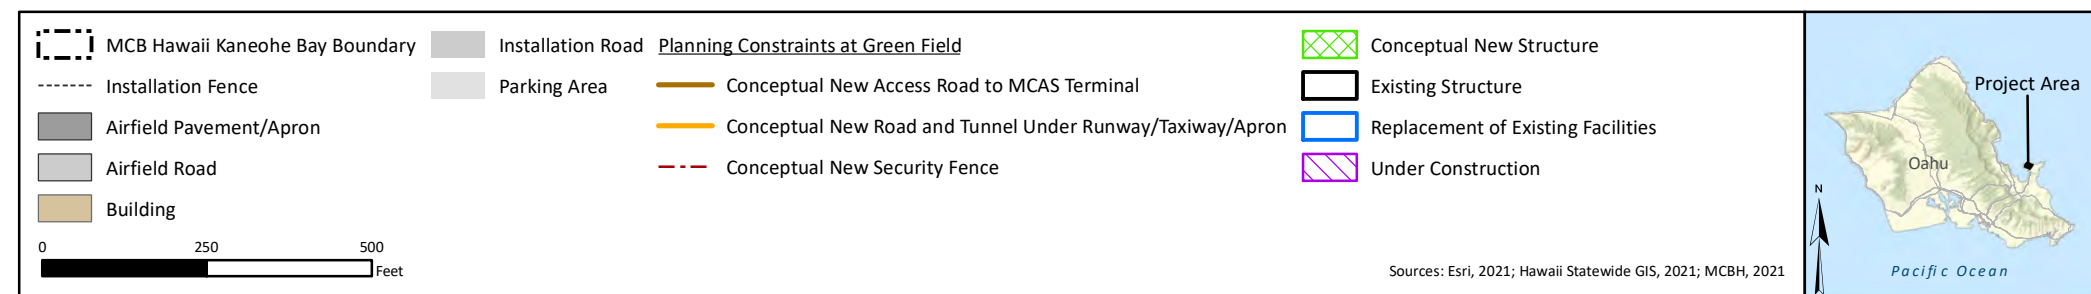 MCB Hawaii Kaneohe Bay Boundary
Installation Fence
Airfield Pavement/Apron
Airfield Road
Building
0 250 500
Feet
Installation Road
Parking Area
Planning Constraints at Green Field
Conceptual New Access Road to MCAS Terminal
Conceptual New Road and Tunnel Under Runway/Taxiway/Apron
Conceptual New Security Fence
Conceptual New Structure
Existing Structure
Replacement of Existing Facilities
Under Construction
Sources: Esri, 2021; Hawaii Statewide GIS, 2021; MCBH, 2021
Project Area
Oahu
N
Pacific Ocean